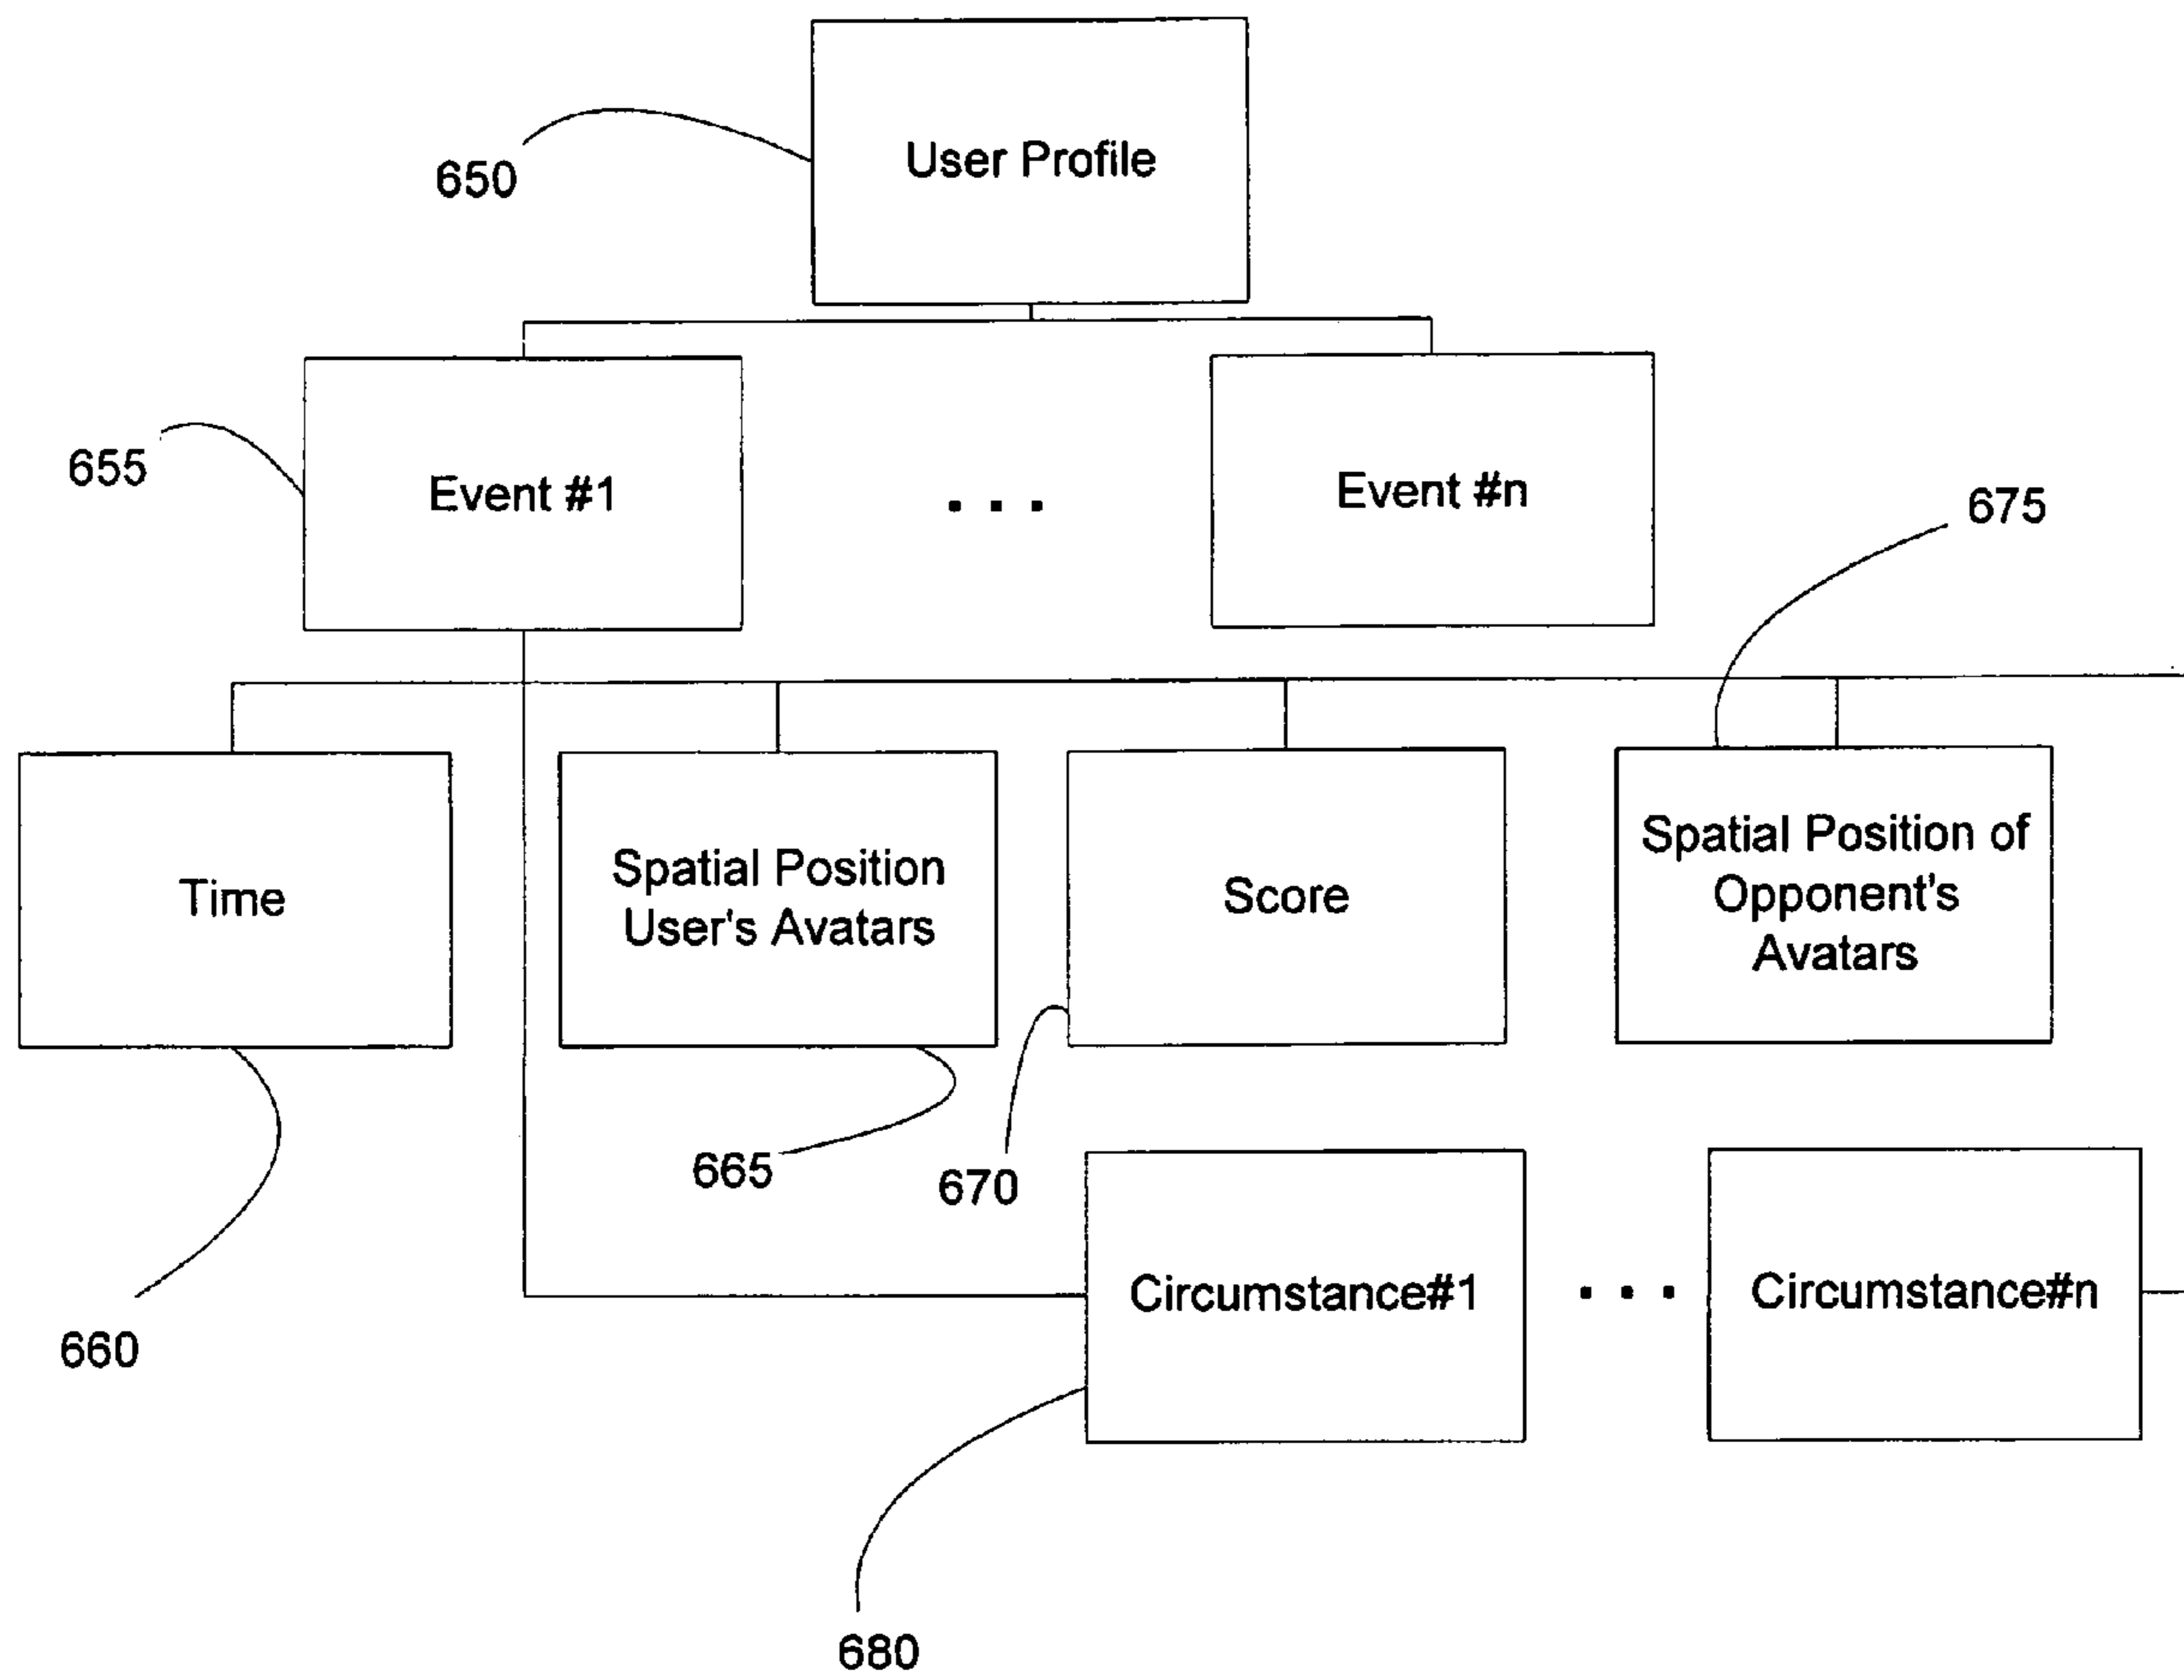 User Profile
650
655
Event #1
...
Event #n
675
Time
Spatial Position
User's Avatars
Score
Spatial Position of
Opponent's
Avatars
665
670
660
Circumstance#1
...
Circumstance#n
680